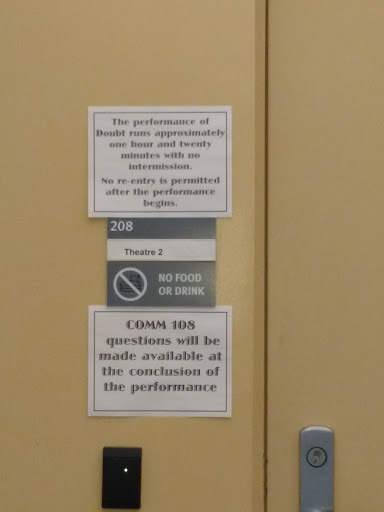 The performance of
Doubt runs approximately
one hour and twenty
minutes with no
intermission.
No re-entry is permitted
after the performance
begins.
208
Theatre 2
NO FOOD
OR DRINK
COMM 108
questions will be
made available at
the conclusion of
the performance